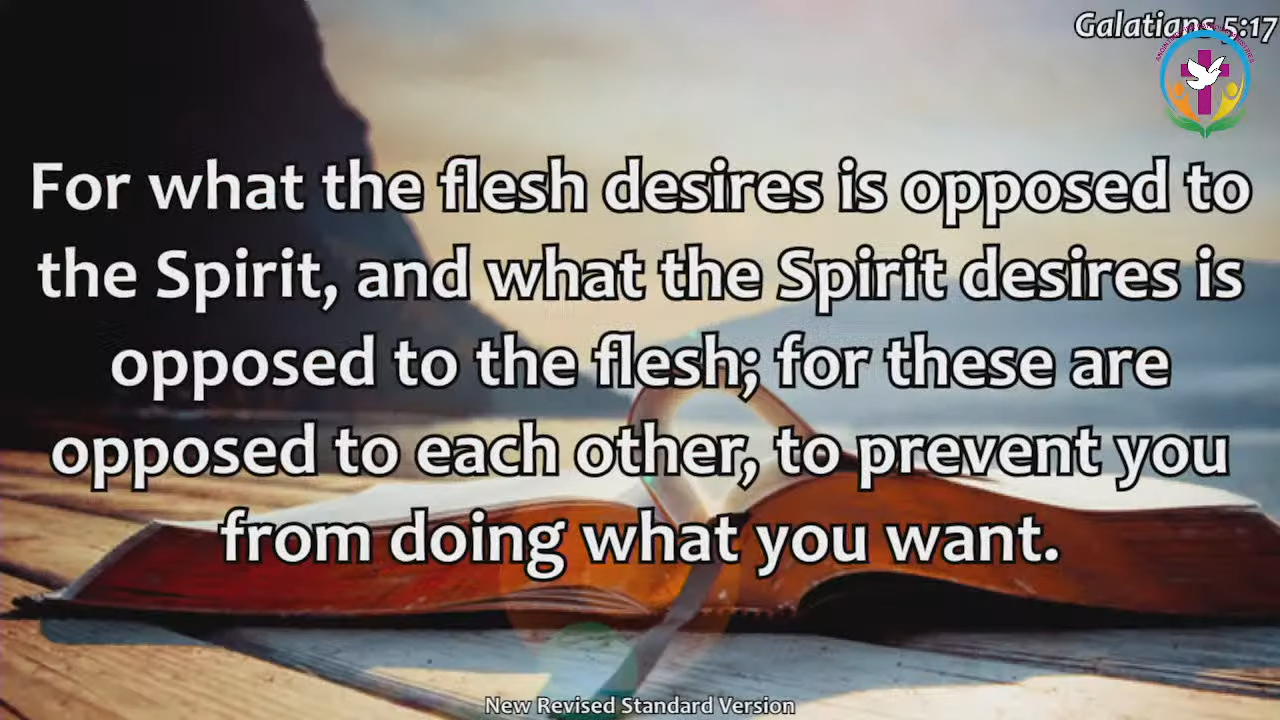 Galatians 5:17
For what the flesh desires is opposed to
the Spirit, and what the Spirit desires is
opposed to the flesh; for these are
opposed to each other, to prevent you
from doing what you want.
New Revised Standard Version